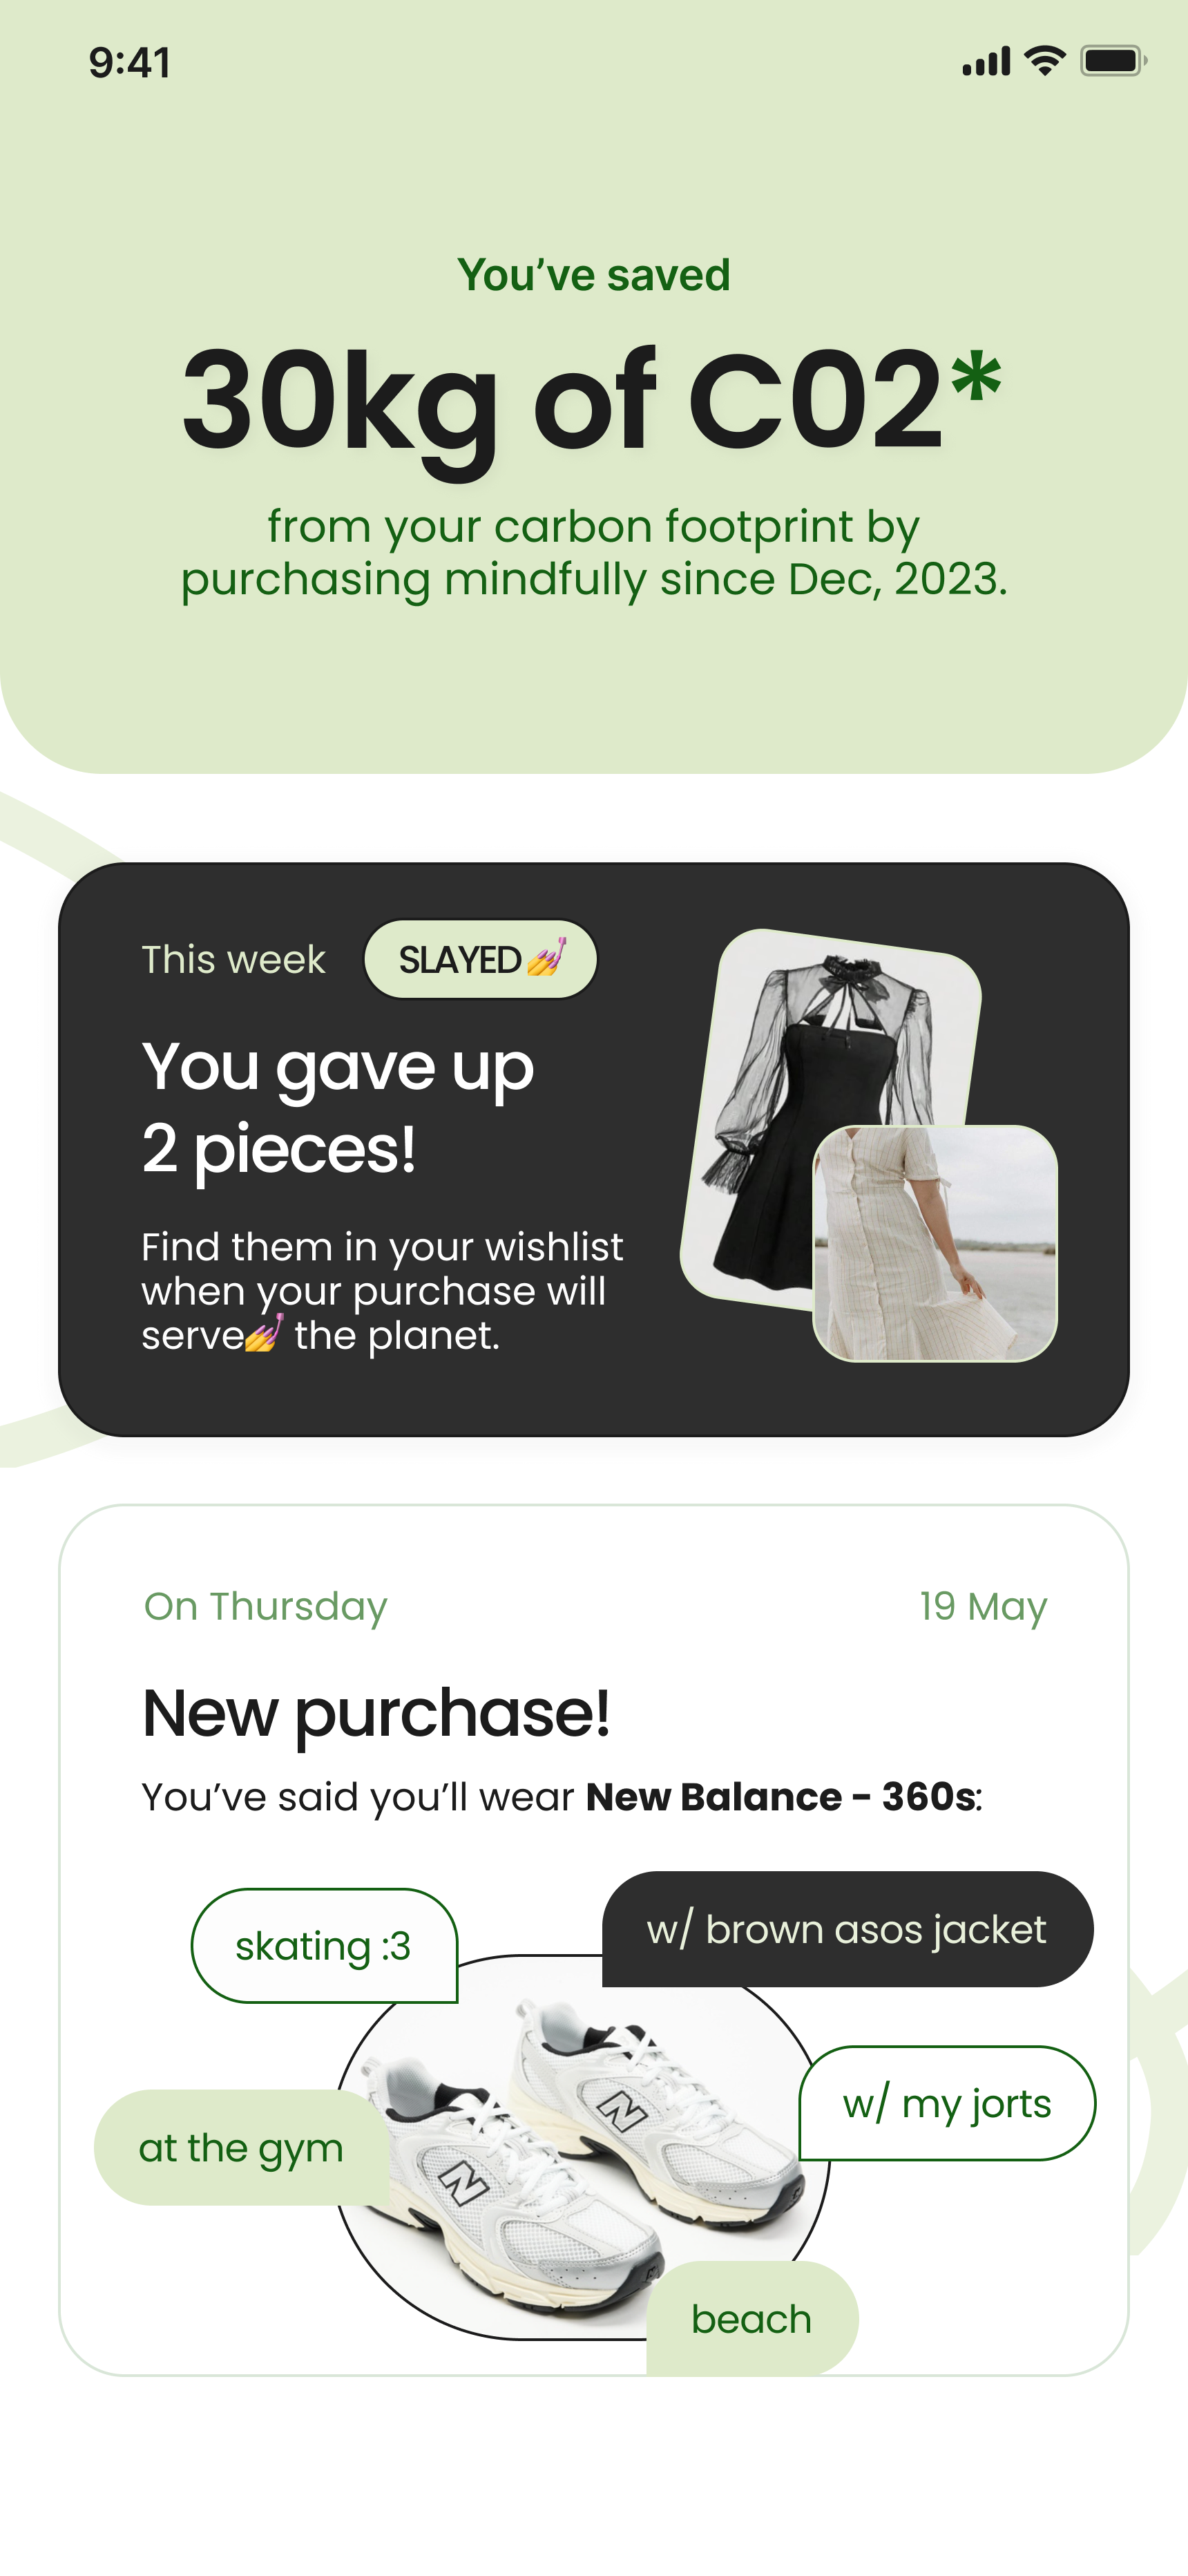 9:41
You’ve saved
30kg of C02*
from your carbon footprint by
purchasing mindfully since Dec, 2023.
This week SLAYED💅
You gave up
2 pieces!
Find them in your wishlist
when your purchase will
serve💅 the planet.
On Thursday 19 May
New purchase!
You’ve said you’ll wear New Balance - 360s:
skating :3
w/ brown asos jacket
w/ my jorts
at the gym
N
N
beach